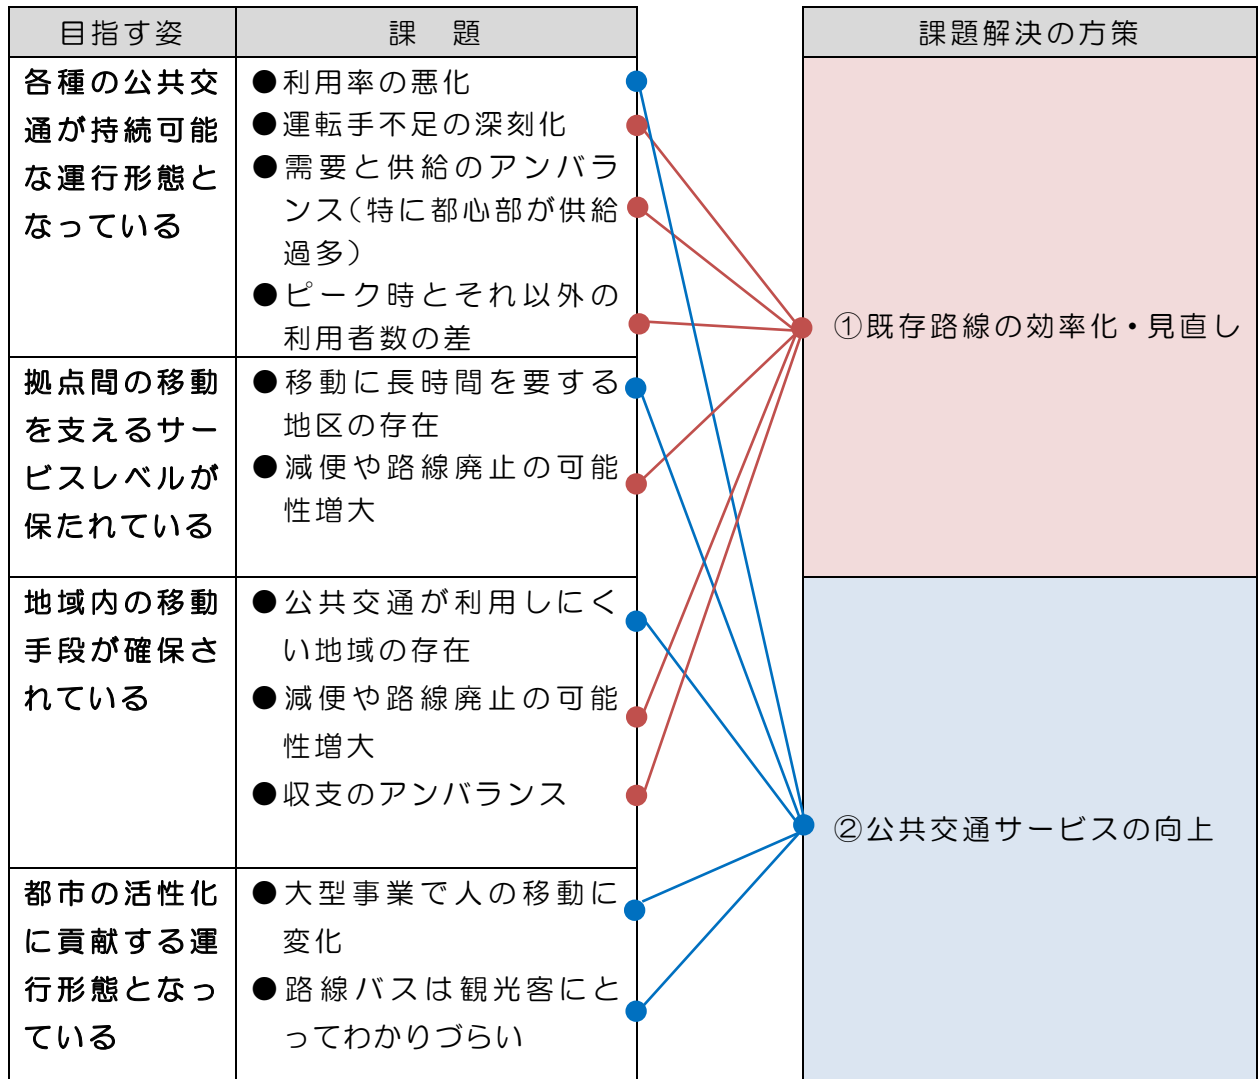 目指す姿
課 題
課題解決の方策
各種の公共交
通が持続可能
な運行形態と
なっている
●利用率の悪化
●運転手不足の深刻化
●需要と供給のアンバラ
ンス(特に都心部が供給
過多)
●ピーク時とそれ以外の
利用者数の差
拠点間の移動
を支えるサー
ビスレベルが
保たれている
●移動に長時間を要する
地区の存在
●減便や路線廃止の可能
性増大
地域内の移動
手段が確保さ
れている
●公共交通が利用しにく
い地域の存在
●減便や路線廃止の可能
性増大
●収支のアンバランス
都市の活性化
に貢献する運
行形態となっ
ている
●大型事業で人の移動に
変化
●路線バスは観光客にと
ってわかりづらい
①既存路線の効率化・見直し
②公共交通サービスの向上